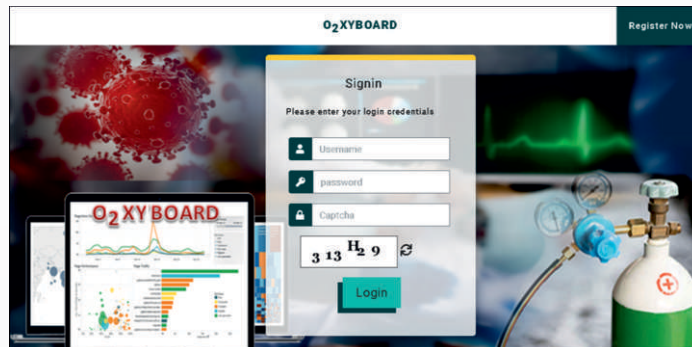 O2XYBOARD
Register Now
Signin
Please enter your login credentials
Username
password
Captcha
3 13 H2 9
Login
O2 XY BOARD